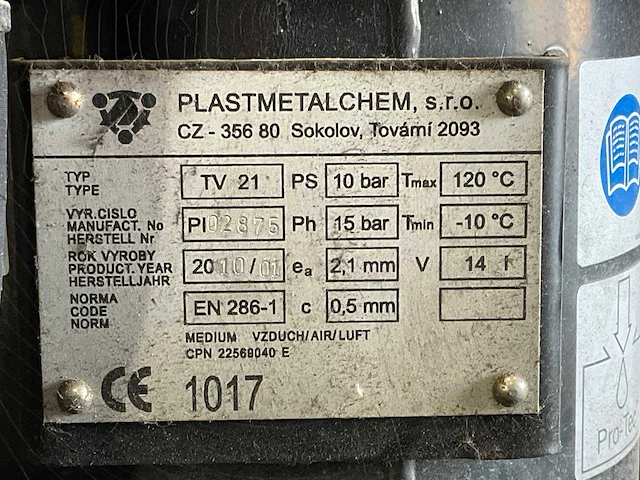 PLASTMETALCHEM, s.r.o.
CZ - 356 80 Sokolov, Tovární 2093
TYP
TYPE
TV 21 PS 10 bar Tmax 120 °C
VYR.CISLO
MANUFACT. No
HERSTELL Nr
PI02875 Ph 15 bar Tmin -10 °C
ROK VYROBY
PRODUCT.YEAR
HERSTELLJAHR
2010/01 ea 2,1 mm V 14 l
NORMA
CODE
NORM
EN 286-1 c 0,5 mm
MEDIUM VZDUCH/AIR/LUFT
CPN 22569040 E
CE 1017
Pro-Tec